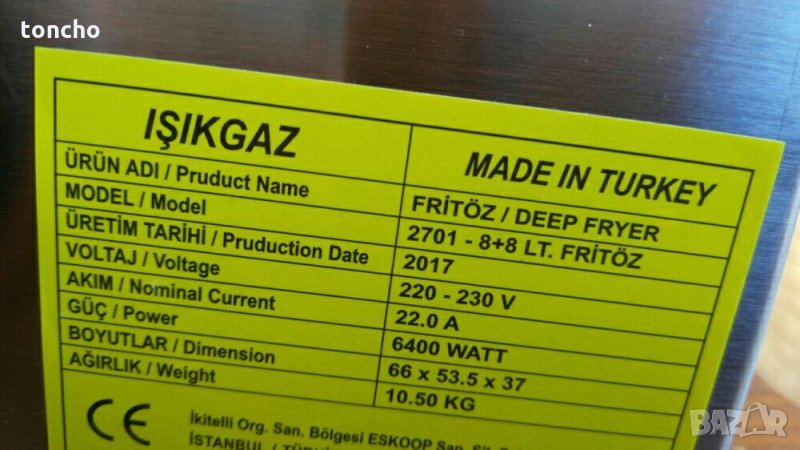 toncho
IŞIKGAZ MADE IN TURKEY
ÜRÜN ADI / Pruduct Name FRİTÖZ / DEEP FRYER
MODEL / Model 2701 - 8+8 LT. FRİTÖZ
ÜRETİM TARİHİ / Pruduction Date 2017
VOLTAJ / Voltage 220 - 230 V
AKIM / Nominal Current 22.0 A
GÜÇ / Power 6400 WATT
BOYUTLAR / Dimension 66 x 53.5 x 37
AĞIRLIK / Weight 10.50 KG
CE İkitelli Org. San. Bölgesi ESKOOP San. Sit.
İSTANBUL /
BAZAR